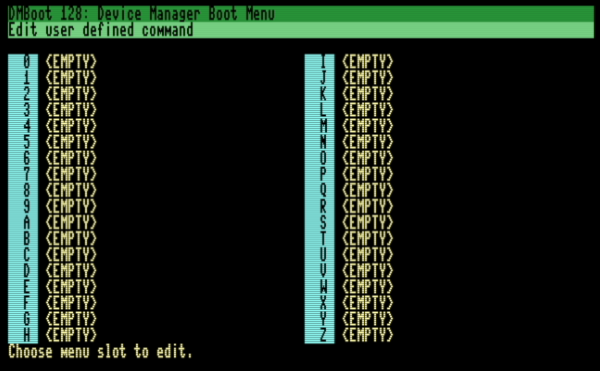 DMBoot 128: Device Manager Boot Menu
Edit user defined command
0 <EMPTY> I <EMPTY>
1 <EMPTY> J <EMPTY>
2 <EMPTY> K <EMPTY>
3 <EMPTY> L <EMPTY>
4 <EMPTY> M <EMPTY>
5 <EMPTY> N <EMPTY>
6 <EMPTY> O <EMPTY>
7 <EMPTY> P <EMPTY>
8 <EMPTY> Q <EMPTY>
9 <EMPTY> R <EMPTY>
A <EMPTY> S <EMPTY>
B <EMPTY> T <EMPTY>
C <EMPTY> U <EMPTY>
D <EMPTY> V <EMPTY>
E <EMPTY> W <EMPTY>
F <EMPTY> X <EMPTY>
G <EMPTY> Y <EMPTY>
H <EMPTY> Z <EMPTY>
Choose menu slot to edit.